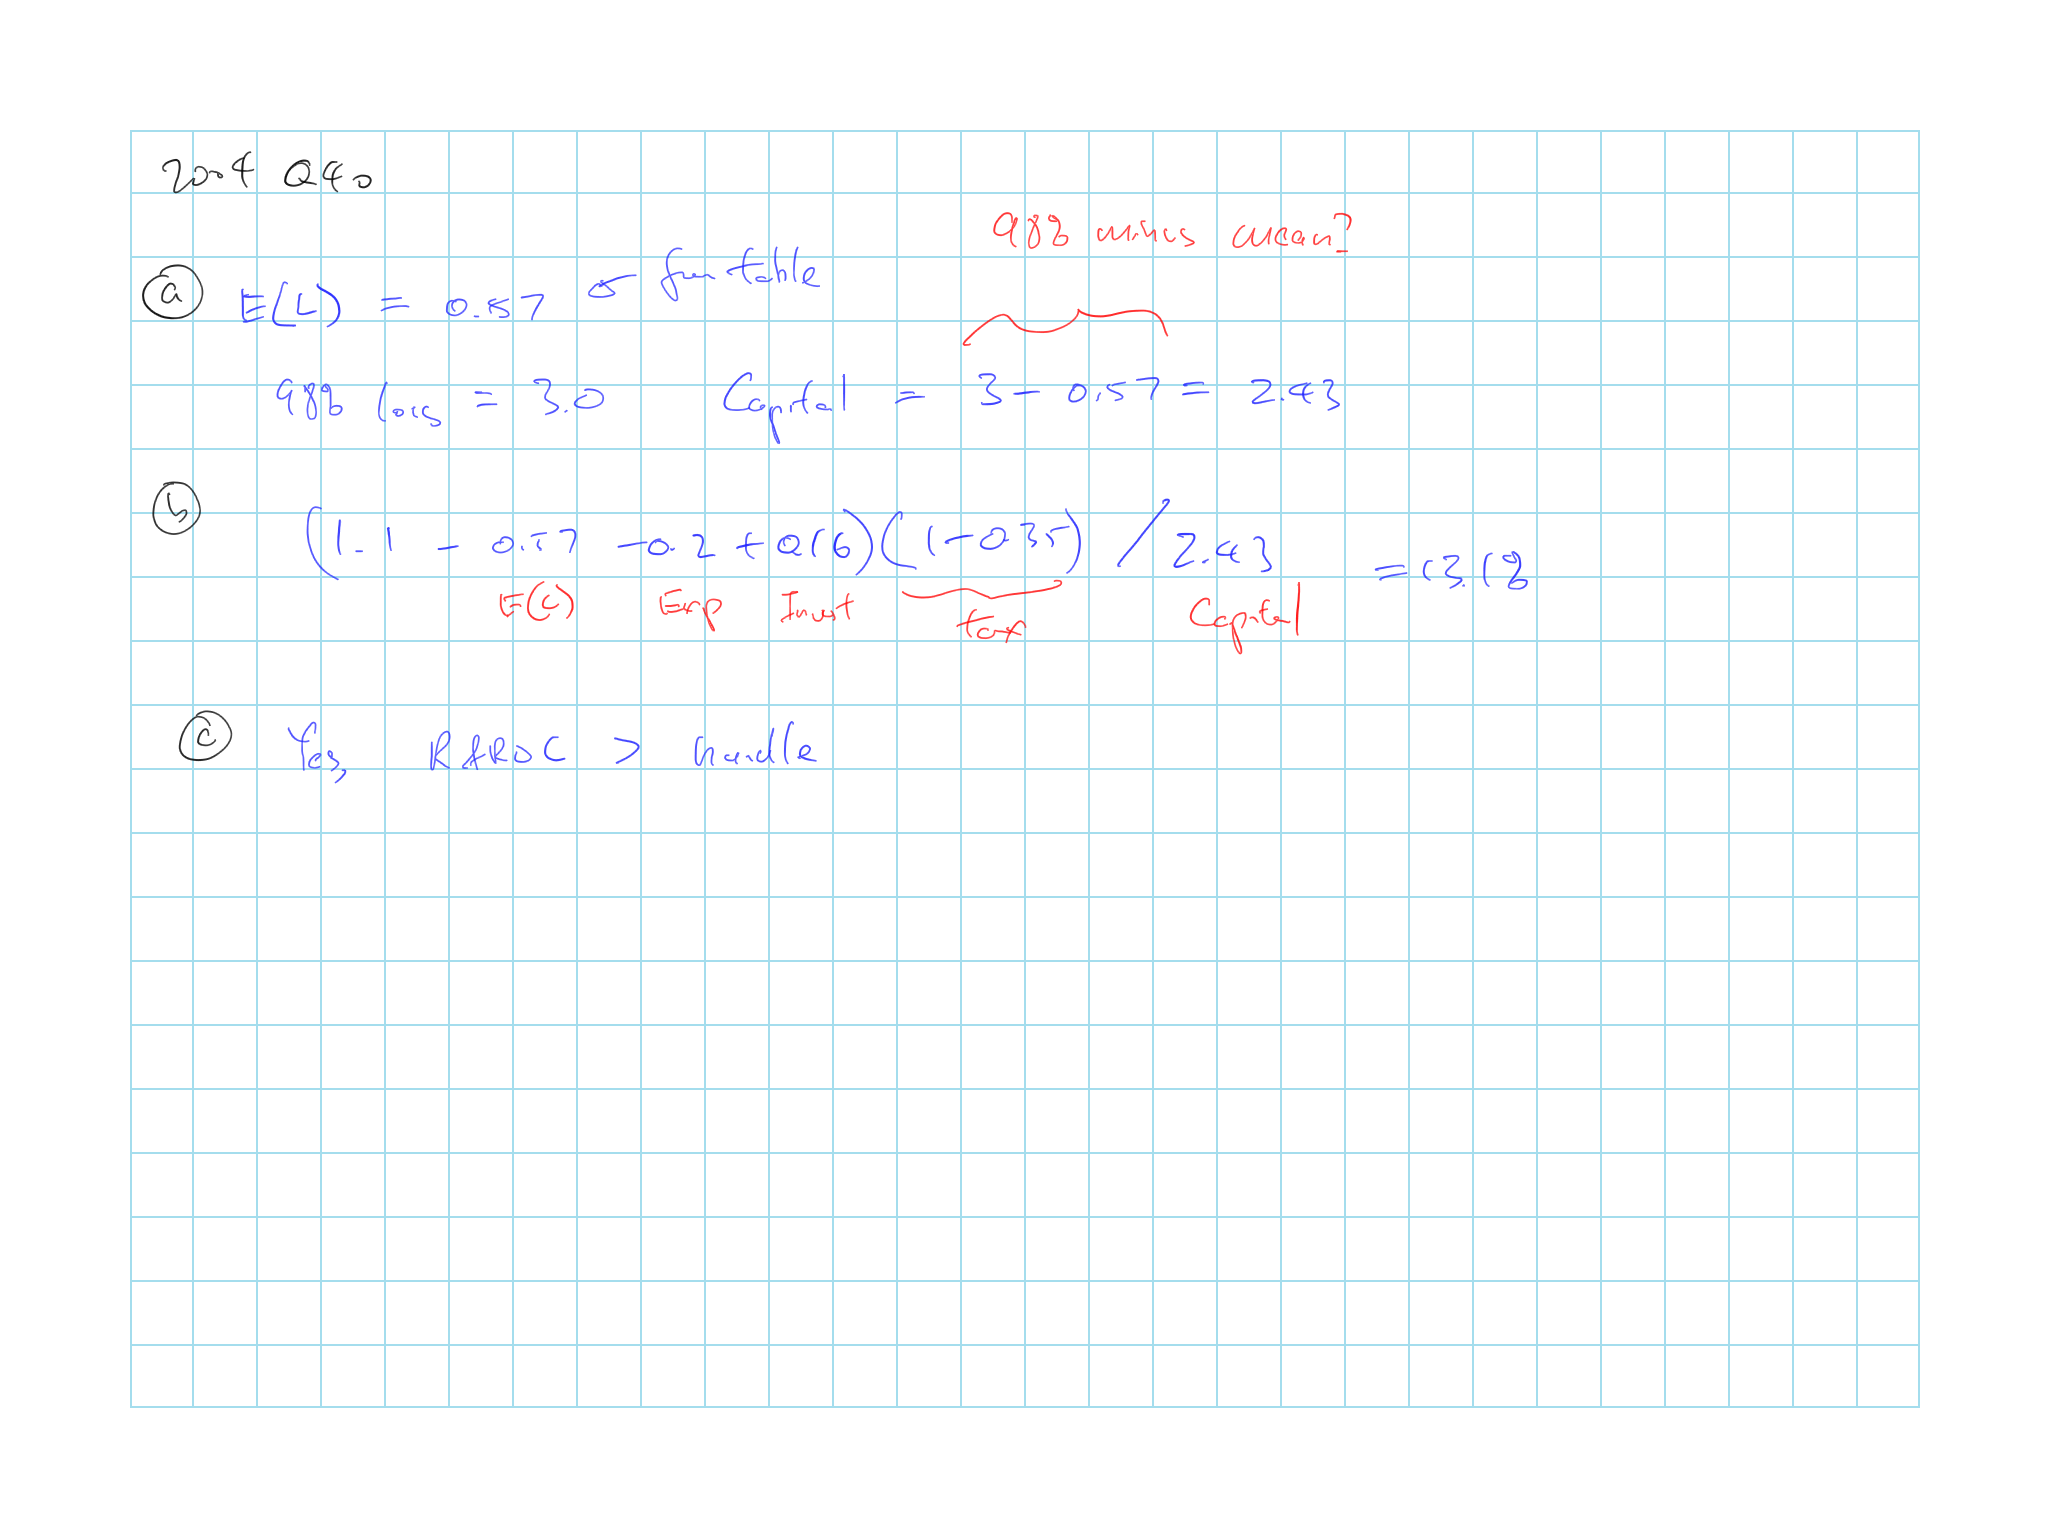 2004 Q40
98% minus mean?
(a) E(L) = 0.57 from table
98% loss = 3.0 Capital = 3 - 0.57 = 2.43
(b) (1.1 - 0.57 - 0.2 + 0.16)(1 - 0.35) / 2.43 = 13.1%
E(L) Exp Invest tax Capital
(c) Yes, RAROC > hurdle